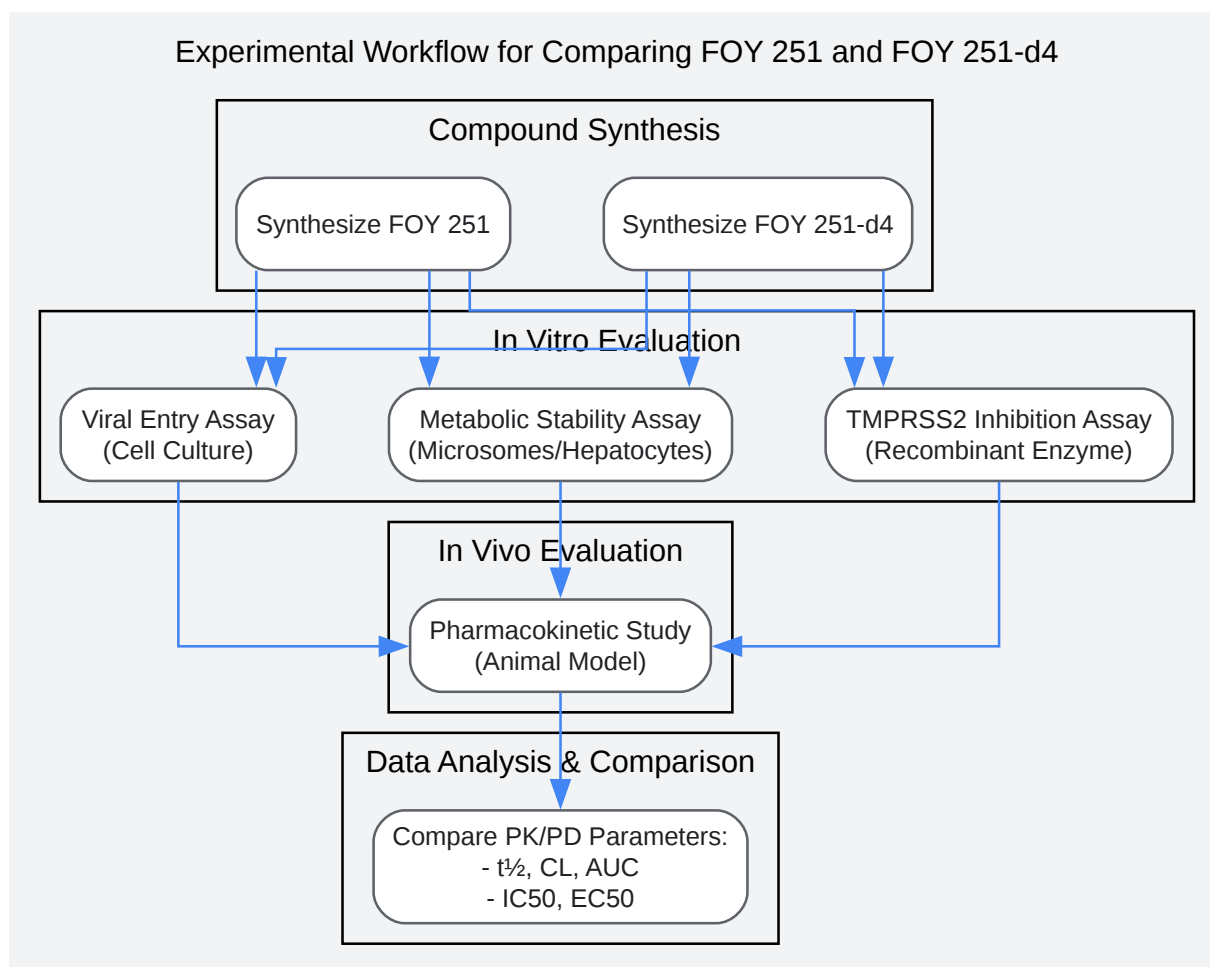 Experimental Workflow for Comparing FOY 251 and FOY 251-d4
Compound Synthesis
Synthesize FOY 251
Synthesize FOY 251-d4
In Vitro Evaluation
Viral Entry Assay
(Cell Culture)
Metabolic Stability Assay
(Microsomes/Hepatocytes)
TMPRSS2 Inhibition Assay
(Recombinant Enzyme)
In Vivo Evaluation
Pharmacokinetic Study
(Animal Model)
Data Analysis & Comparison
Compare PK/PD Parameters:
- t½, CL, AUC
- IC50, EC50